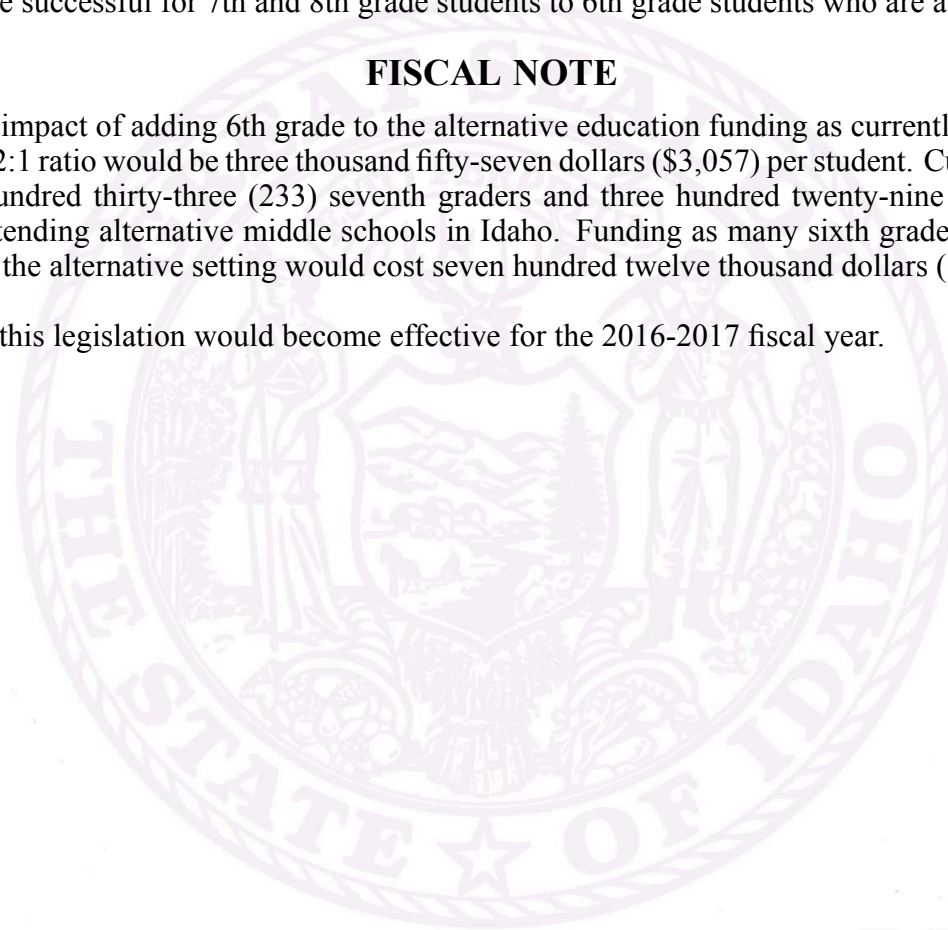 e successful for 7th and 8th grade students to 6th grade students who are a
FISCAL NOTE
impact of adding 6th grade to the alternative education funding as currentl
2:1 ratio would be three thousand fifty-seven dollars ($3,057) per student. Cu
undred thirty-three (233) seventh graders and three hundred twenty-nine
tending alternative middle schools in Idaho. Funding as many sixth grade
the alternative setting would cost seven hundred twelve thousand dollars (
this legislation would become effective for the 2016-2017 fiscal year.
GREAT SEAL
THE STATE OF IDAHO